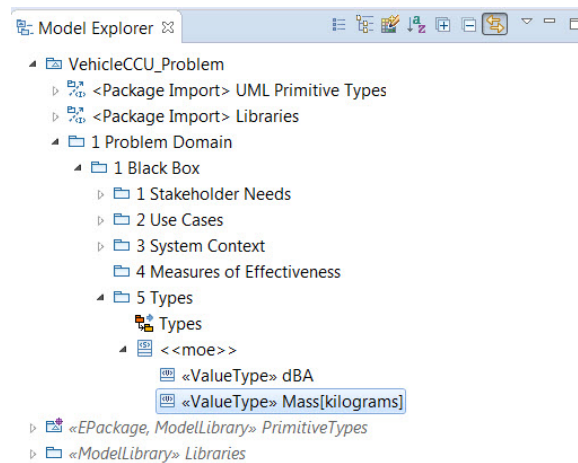 Model Explorer
VehicleCCU_Problem
<Package Import> UML Primitive Types
<Package Import> Libraries
1 Problem Domain
1 Black Box
1 Stakeholder Needs
2 Use Cases
3 System Context
4 Measures of Effectiveness
5 Types
Types
<<moe>>
«ValueType» dBA
«ValueType» Mass[kilograms]
«EPackage, ModelLibrary» PrimitiveTypes
«ModelLibrary» Libraries